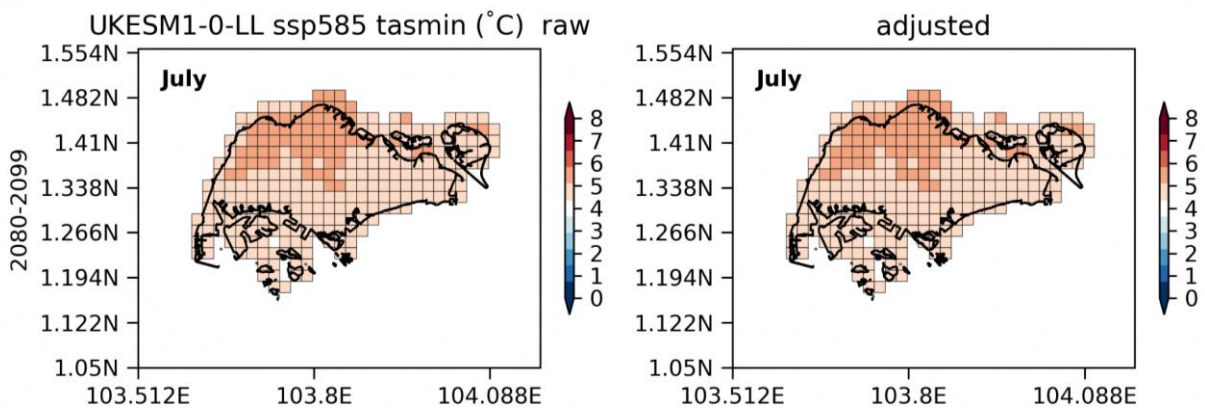 UKESM1-0-LL ssp585 tasmin (˚C) raw
adjusted
2080-2099
1.554N
1.482N
1.41N
1.338N
1.266N
1.194N
1.122N
1.05N
July
103.512E
103.8E
104.088E
8
7
6
5
4
3
2
1
0
1.554N
1.482N
1.41N
1.338N
1.266N
1.194N
1.122N
1.05N
July
103.512E
103.8E
104.088E
8
7
6
5
4
3
2
1
0